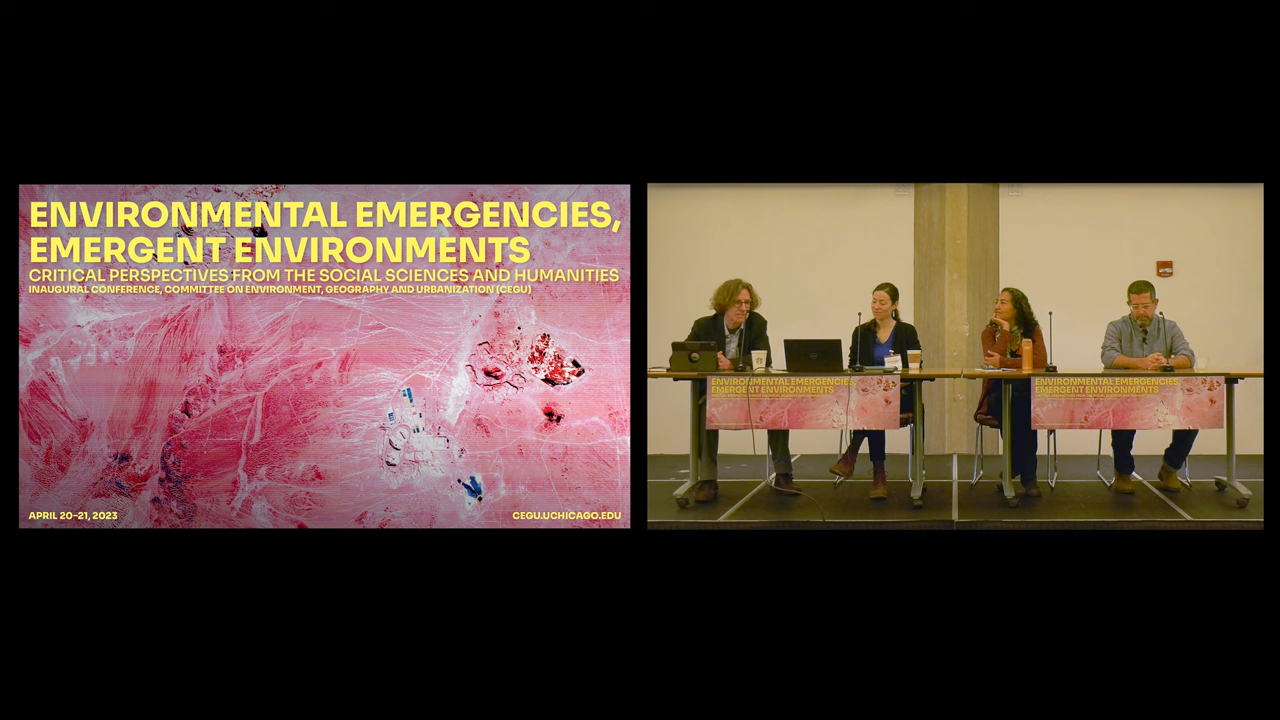 ENVIRONMENTAL EMERGENCIES,
EMERGENT ENVIRONMENTS
CRITICAL PERSPECTIVES FROM THE SOCIAL SCIENCES AND HUMANITIES
INAUGURAL CONFERENCE, COMMITTEE ON ENVIRONMENT, GEOGRAPHY AND URBANIZATION (CEGU)
APRIL 20–21, 2023
CEGU.UCHICAGO.EDU
ENVIRONMENTAL EMERGENCIES,
EMERGENT ENVIRONMENTS
ENVIRONMENTAL EMERGENCIES,
EMERGENT ENVIRONMENTS